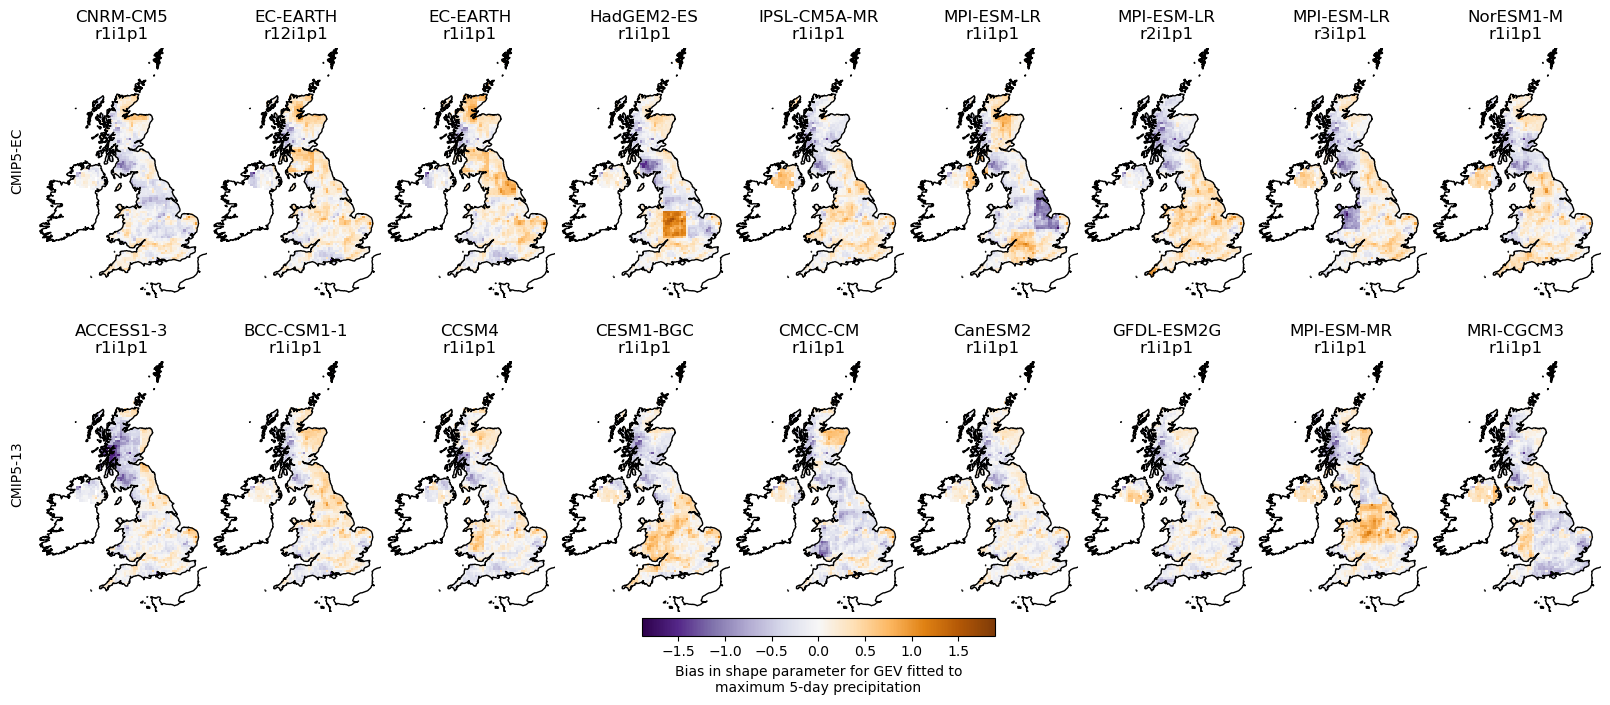 CNRM-CM5
r1i1p1
EC-EARTH
r12i1p1
EC-EARTH
r1i1p1
HadGEM2-ES
r1i1p1
IPSL-CM5A-MR
r1i1p1
MPI-ESM-LR
r1i1p1
MPI-ESM-LR
r2i1p1
MPI-ESM-LR
r3i1p1
NorESM1-M
r1i1p1
CMIP5-EC
ACCESS1-3
r1i1p1
BCC-CSM1-1
r1i1p1
CCSM4
r1i1p1
CESM1-BGC
r1i1p1
CMCC-CM
r1i1p1
CanESM2
r1i1p1
GFDL-ESM2G
r1i1p1
MPI-ESM-MR
r1i1p1
MRI-CGCM3
r1i1p1
CMIP5-13
−1.5 −1.0 −0.5 0.0 0.5 1.0 1.5
Bias in shape parameter for GEV fitted to
maximum 5-day precipitation